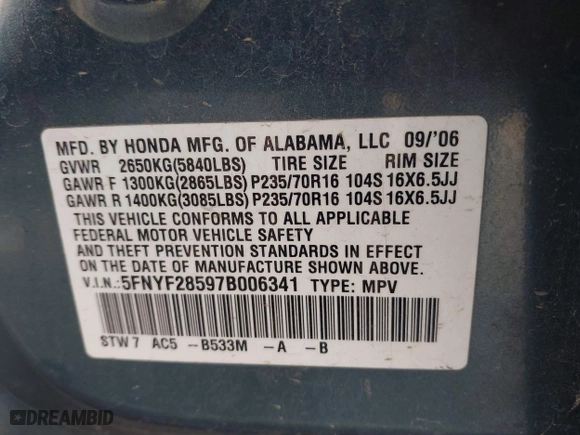 MFD. BY HONDA MFG. OF ALABAMA, LLC 09/'06
GVWR 2650KG(5840LBS) TIRE SIZE RIM SIZE
GAWR F 1300KG(2865LBS) P235/70R16 104S 16X6.5JJ
GAWR R 1400KG(3085LBS) P235/70R16 104S 16X6.5JJ
THIS VEHICLE CONFORMS TO ALL APPLICABLE
FEDERAL MOTOR VEHICLE SAFETY
AND THEFT PREVENTION STANDARDS IN EFFECT
ON THE DATE OF MANUFACTURE SHOWN ABOVE.
V.I.N.:5FNYF28597B006341 TYPE: MPV
STW7 AC5 -B533M -A -B
DREAMBID